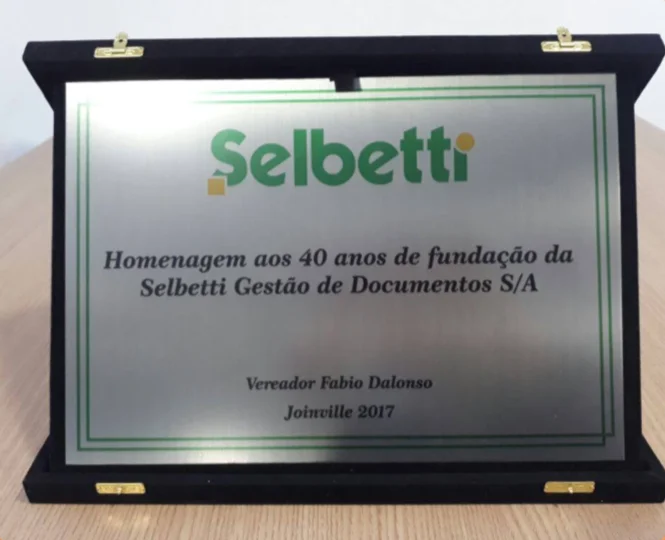 Selbetti
Homenagem aos 40 anos de fundação da
Selbetti Gestão de Documentos S/A
Vereador Fabio Dalonso
Joinville 2017